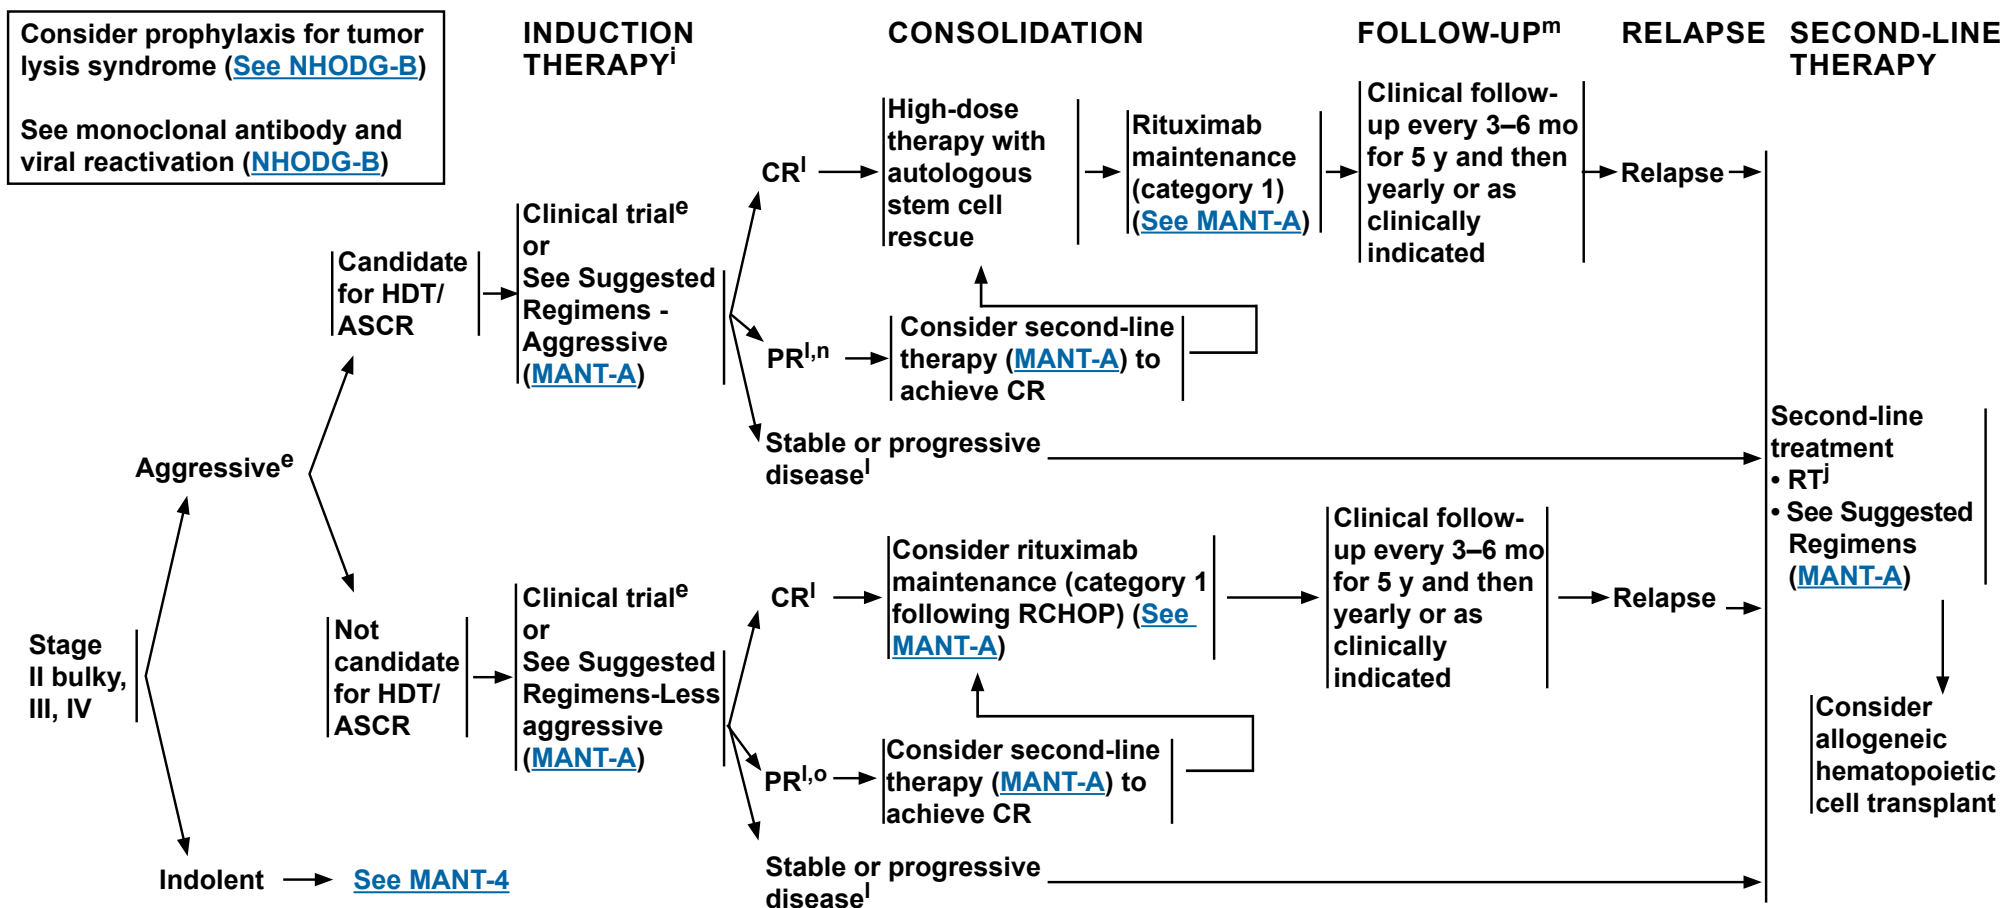 Consider prophylaxis for tumor
lysis syndrome (See NHODG-B)
See monoclonal antibody and
viral reactivation (NHODG-B)
INDUCTION
THERAPYi
CONSOLIDATION
FOLLOW-UPm
RELAPSE
SECOND-LINE
THERAPY
Stage
II bulky,
III, IV
Aggressivee
Indolent
See MANT-4
Candidate
for HDT/
ASCR
Clinical triale
or
See Suggested
Regimens -
Aggressive
(MANT-A)
CRl
High-dose
therapy with
autologous
stem cell
rescue
Rituximab
maintenance
(category 1)
(See MANT-A)
Clinical follow-
up every 3–6 mo
for 5 y and then
yearly or as
clinically
indicated
Relapse
PRl,n
Consider second-line
therapy (MANT-A) to
achieve CR
Stable or progressive
diseasel
Not
candidate
for HDT/
ASCR
Clinical triale
or
See Suggested
Regimens-Less
aggressive
(MANT-A)
CRl
Consider rituximab
maintenance (category 1
following RCHOP) (See
MANT-A)
Clinical follow-
up every 3–6 mo
for 5 y and then
yearly or as
clinically
indicated
Relapse
PRl,o
Consider second-line
therapy (MANT-A) to
achieve CR
Stable or progressive
diseasel
Second-line
treatment
• RTj
• See Suggested
Regimens
(MANT-A)
Consider
allogeneic
hematopoietic
cell transplant